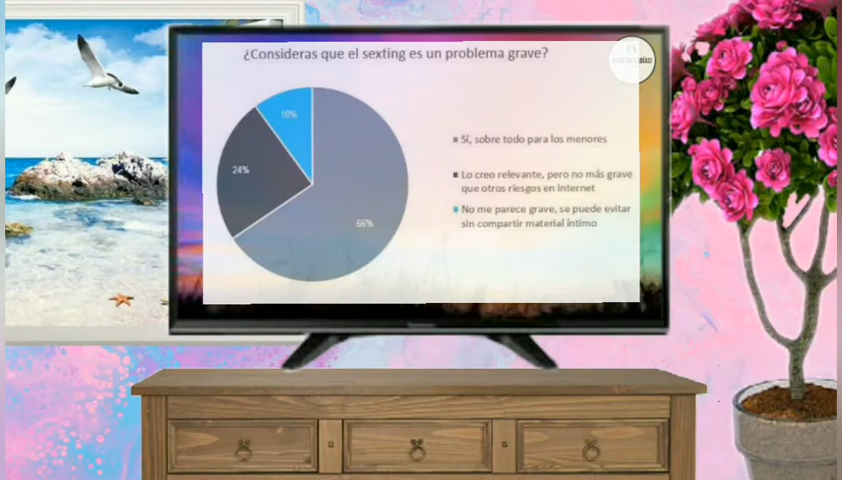 ¿Consideras que el sexting es un problema grave?
10%
24%
66%
Sí, sobre todo para los menores
Lo creo relevante, pero no más grave
que otros riesgos en Internet
No me parece grave, se puede evitar
sin compartir material íntimo